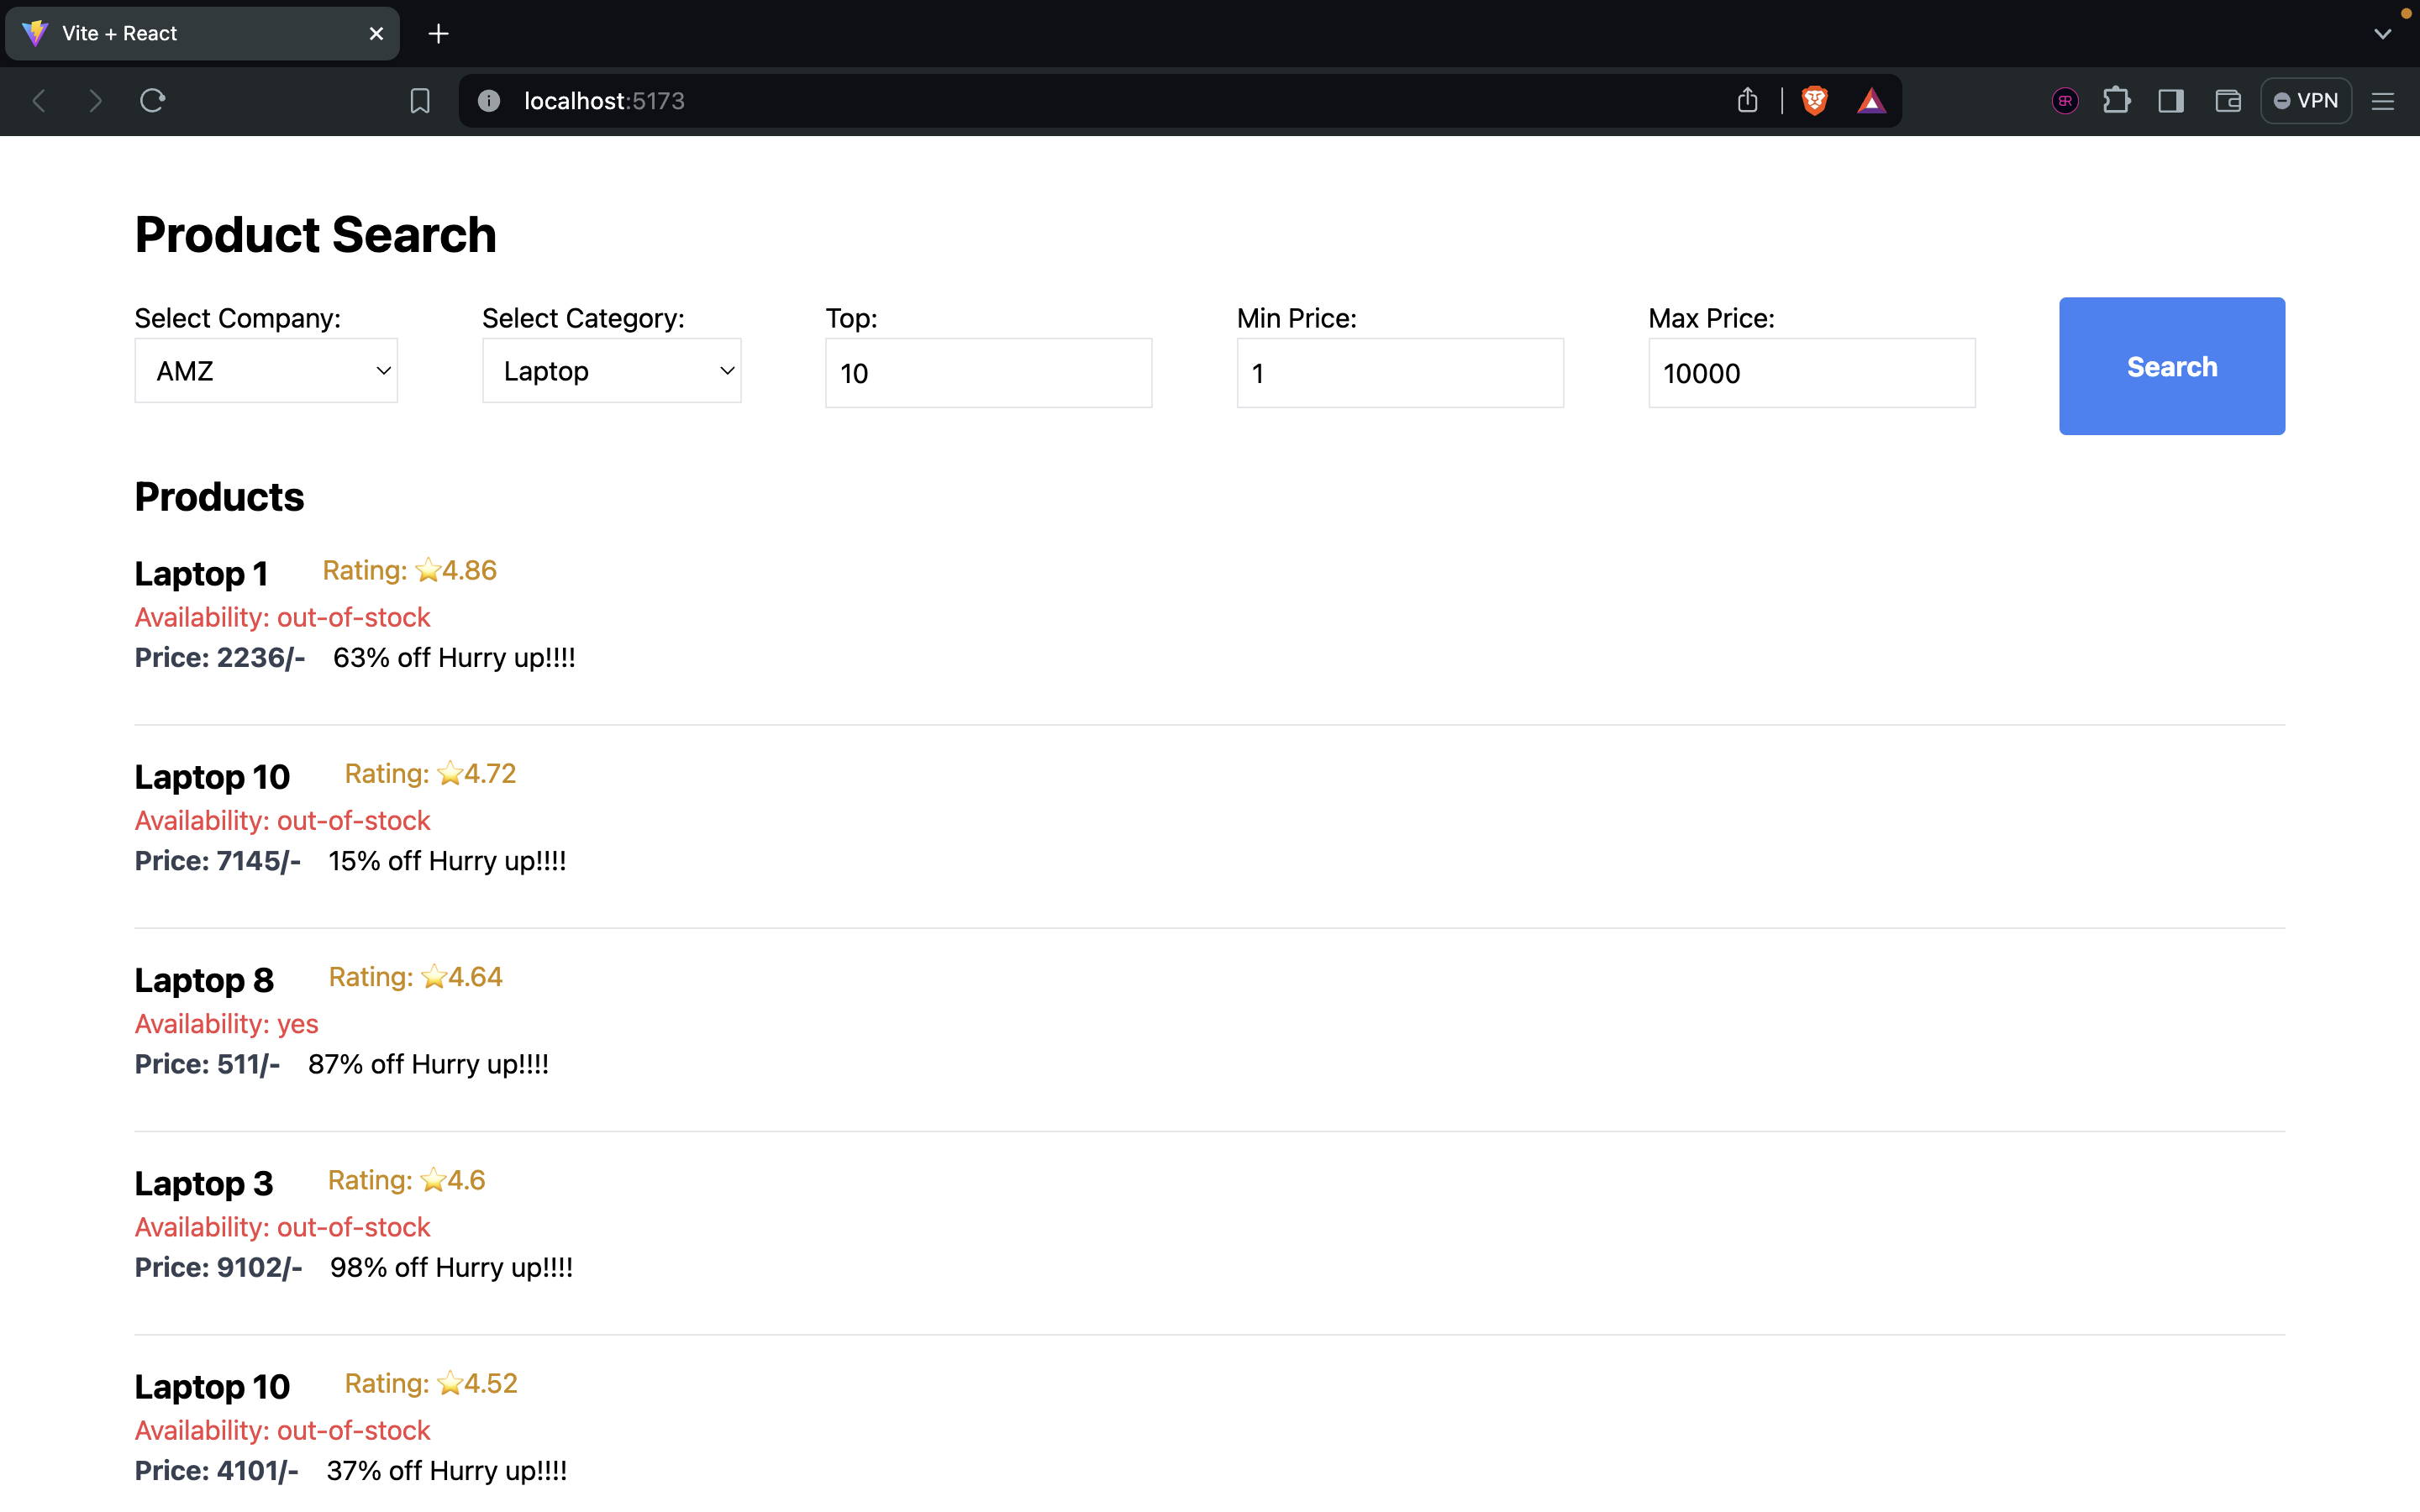 Vite + React
localhost:5173
VPN
Product Search
Select Company: Select Category: Top: Min Price: Max Price:
AMZ Laptop 10 1 10000 Search
Products
Laptop 1 Rating: ⭐4.86
Availability: out-of-stock
Price: 2236/- 63% off Hurry up!!!!
Laptop 10 Rating: ⭐4.72
Availability: out-of-stock
Price: 7145/- 15% off Hurry up!!!!
Laptop 8 Rating: ⭐4.64
Availability: yes
Price: 511/- 87% off Hurry up!!!!
Laptop 3 Rating: ⭐4.6
Availability: out-of-stock
Price: 9102/- 98% off Hurry up!!!!
Laptop 10 Rating: ⭐4.52
Availability: out-of-stock
Price: 4101/- 37% off Hurry up!!!!